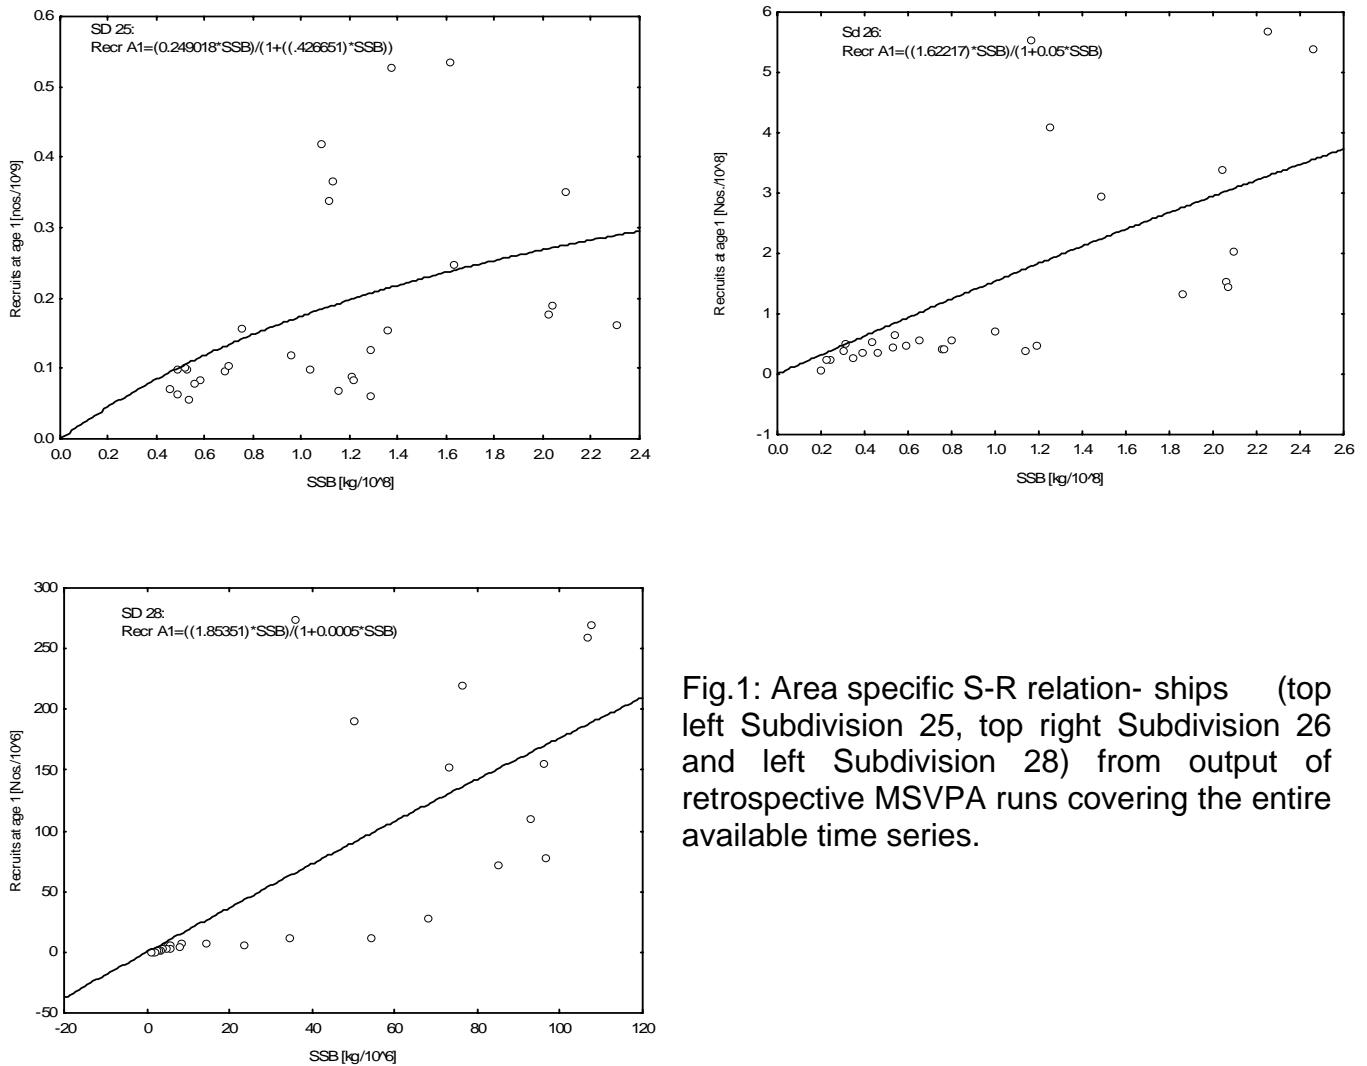 SD 25:
Recr A1=(0.249018*SSB)/(1+((.426651)*SSB))
Recruits at age 1 [nos./10^9]
0.6
0.5
0.4
0.3
0.2
0.1
0.0
0.0 0.2 0.4 0.6 0.8 1.0 1.2 1.4 1.6 1.8 2.0 2.2 2.4
SSB [kg/10^8]
Sd 26:
Recr A1=((1.62217)*SSB)/(1+0.05*SSB)
Recruits at age 1 [Nos./10^8]
6
5
4
3
2
1
0
-1
0.0 0.2 0.4 0.6 0.8 1.0 1.2 1.4 1.6 1.8 2.0 2.2 2.4 2.6
SSB [kg/10^8]
SD 28:
Recr A1=((1.85351)*SSB)/(1+0.0005*SSB)
Recruits at age 1 [Nos./10^6]
300
250
200
150
100
50
0
-50
-20 0 20 40 60 80 100 120
SSB [kg/10^6]
Fig.1: Area specific S-R relation- ships (top
left Subdivision 25, top right Subdivision 26
and left Subdivision 28) from output of
retrospective MSVPA runs covering the entire
available time series.